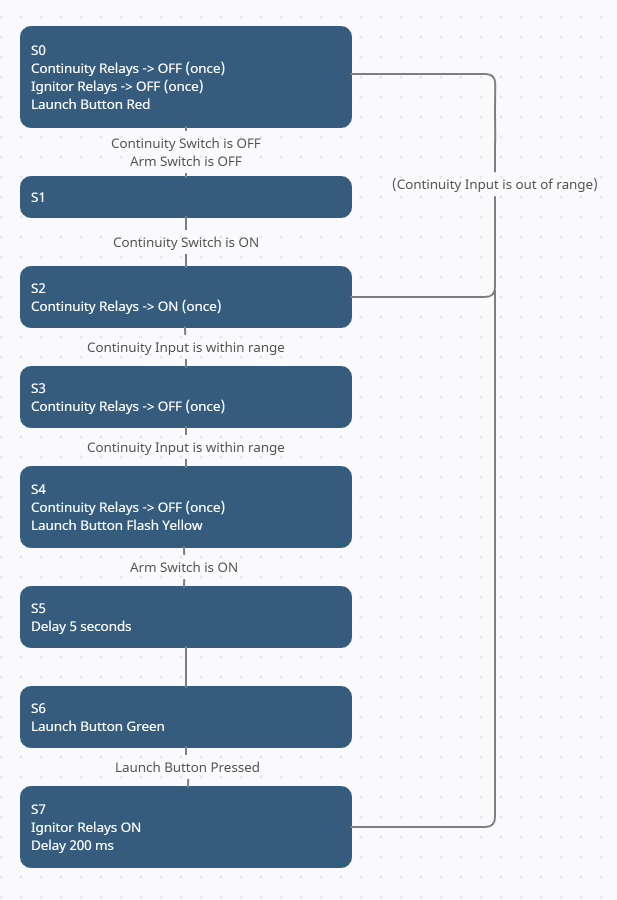 S0
Continuity Relays -> OFF (once)
Ignitor Relays -> OFF (once)
Launch Button Red
Continuity Switch is OFF
Arm Switch is OFF
(Continuity Input is out of range)
S1
Continuity Switch is ON
S2
Continuity Relays -> ON (once)
Continuity Input is within range
S3
Continuity Relays -> OFF (once)
Continuity Input is within range
S4
Continuity Relays -> OFF (once)
Launch Button Flash Yellow
Arm Switch is ON
S5
Delay 5 seconds
S6
Launch Button Green
Launch Button Pressed
S7
Ignitor Relays ON
Delay 200 ms